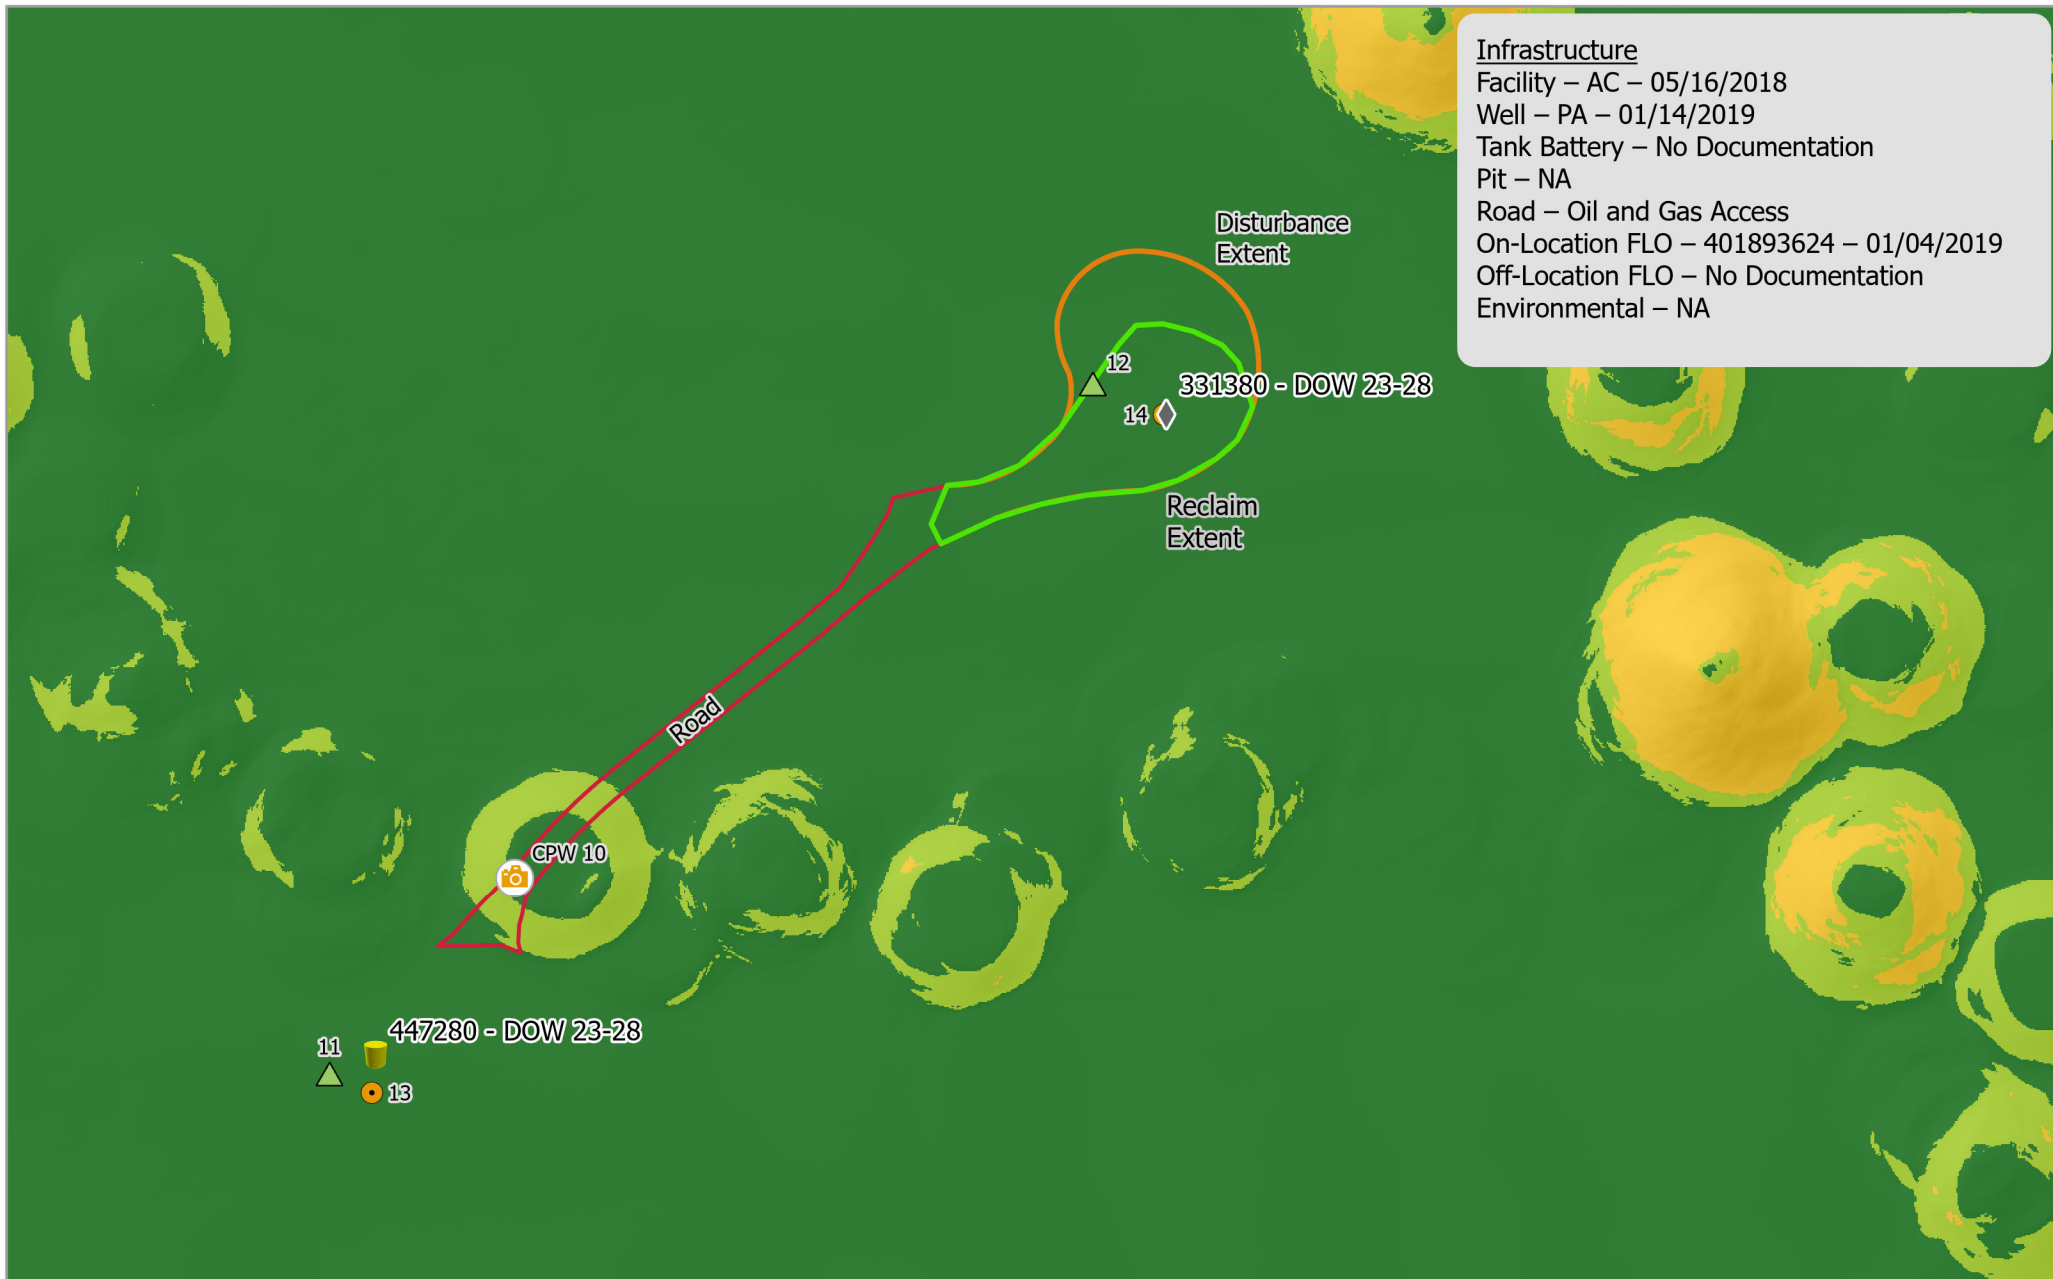 Infrastructure
Facility – AC – 05/16/2018
Well – PA – 01/14/2019
Tank Battery – No Documentation
Pit – NA
Road – Oil and Gas Access
On-Location FLO – 401893624 – 01/04/2019
Off-Location FLO – No Documentation
Environmental – NA
Disturbance
Extent
12
331380 - DOW 23-28
14
Reclaim
Extent
Road
CPW 10
447280 - DOW 23-28
11
13